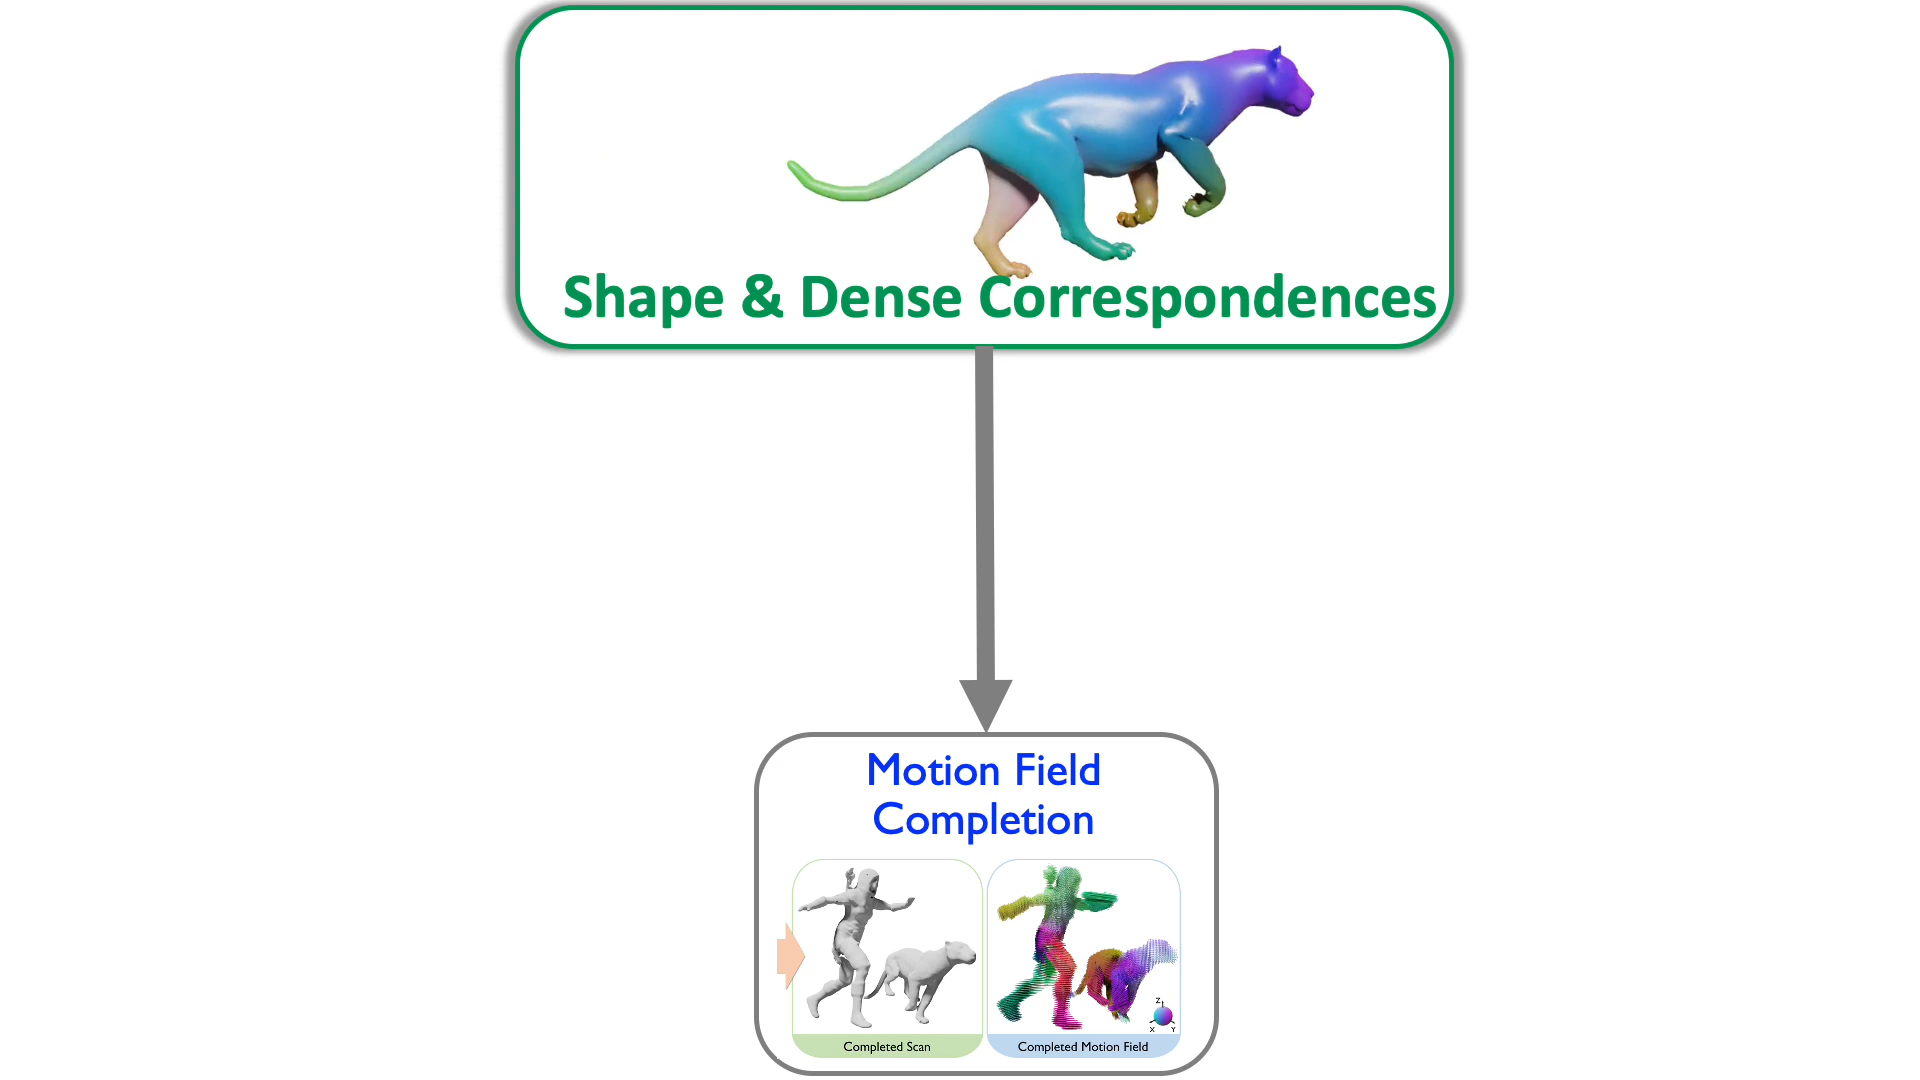 Shape & Dense Correspondences
Motion Field
Completion
Z
X
Y
Completed Scan
Completed Motion Field